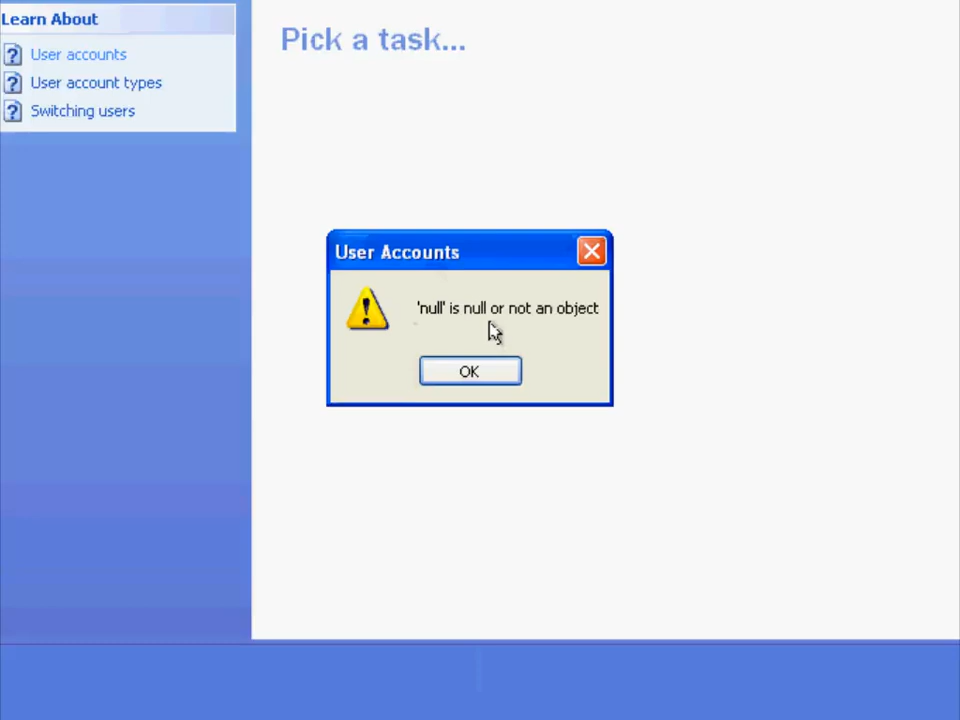 Learn About
User accounts
User account types
Switching users
Pick a task...
User Accounts
'null' is null or not an object
OK